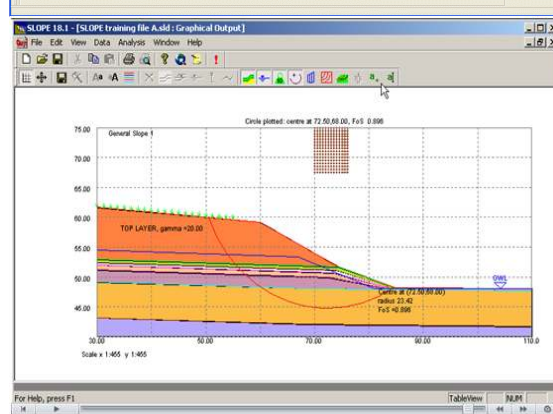 SLOPE 18.1 - [SLOPE training file A.sld : Graphical Output]
File Edit View Data Analysis Window Help
Circle plotted: centre at 72.50,68.00, FoS 0.896
75.00
General Slope 1
70.00
65.00
60.00
TOP LAYER, gamma =20.00
55.00
50.00
OWL
Centre at (72.50,68.00)
radius 23.42
FoS =0.896
45.00
30.00 50.00 70.00 90.00 110.0
Scale x 1:465 y 1:465
For Help, press F1
TableView NUM